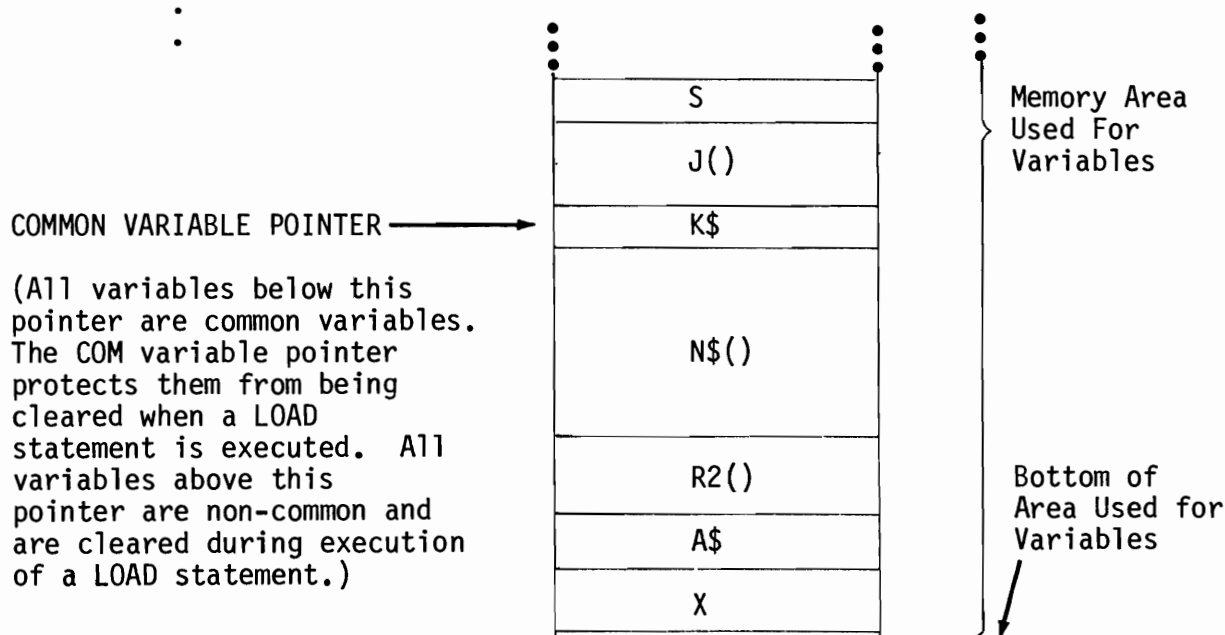 S
J()
Memory Area
Used For
Variables
COMMON VARIABLE POINTER
K$
(All variables below this
pointer are common variables.
The COM variable pointer
protects them from being
cleared when a LOAD
statement is executed. All
variables above this
pointer are non-common and
are cleared during execution
of a LOAD statement.)
N$()
R2()
A$
X
Bottom of
Area Used for
Variables